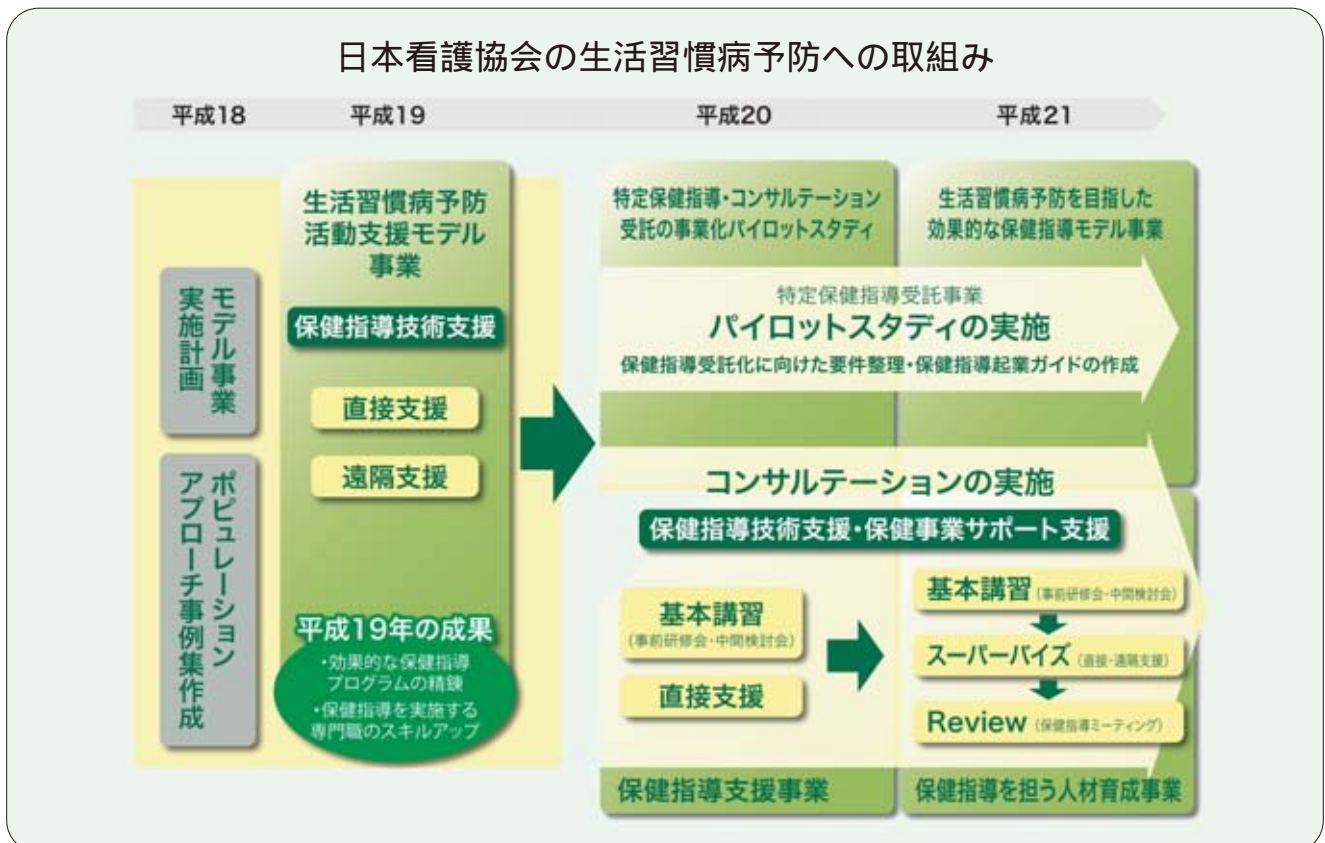 日本看護協会の生活習慣病予防への取組み
平成18
平成19
平成20
平成21
モデル事業
実施計画
ポピュレーション
アプローチ事例集作成
生活習慣病予防
活動支援モデル
事業
保健指導技術支援
直接支援
遠隔支援
平成19年の成果
・効果的な保健指導
プログラムの精錬
・保健指導を実施する
専門職のスキルアップ
特定保健指導・コンサルテーション
受託の事業化パイロットスタディ
生活習慣病予防を目指した
効果的な保健指導モデル事業
特定保健指導受託事業
パイロットスタディの実施
保健指導受託化に向けた要件整理・保健指導起業ガイドの作成
コンサルテーションの実施
保健指導技術支援・保健事業サポート支援
基本講習
(事前研修会・中間検討会)
直接支援
基本講習 (事前研修会・中間検討会)
スーパーバイズ (直接・遠隔支援)
Review (保健指導ミーティング)
保健指導支援事業
保健指導を担う人材育成事業